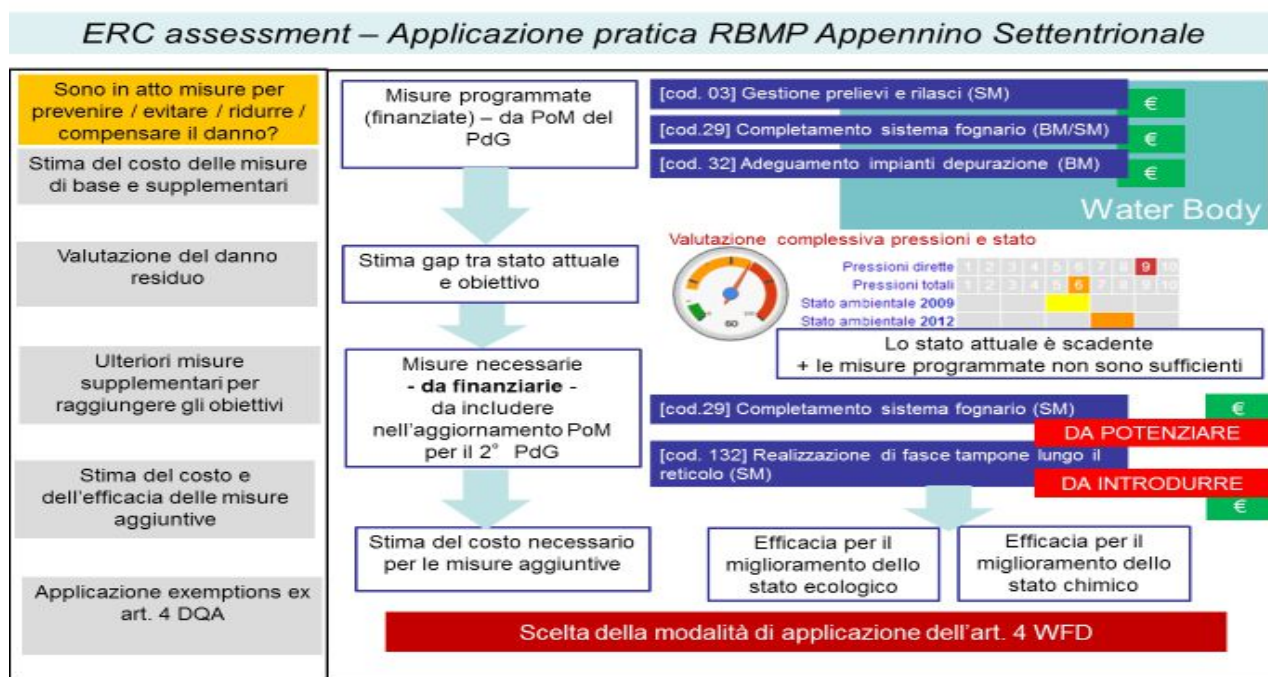 ERC assessment – Applicazione pratica RBMP Appennino Settentrionale
Sono in atto misure per
prevenire / evitare / ridurre /
compensare il danno?
Stima del costo delle misure
di base e supplementari
Valutazione del danno
residuo
Ulteriori misure
supplementari per
raggiungere gli obiettivi
Stima del costo e
dell'efficacia delle misure
aggiuntive
Applicazione exemptions ex
art. 4 DQA
Misure programmate
(finanziate) – da PoM del
PdG
Stima gap tra stato attuale
e obiettivo
Misure necessarie
- da finanziarie -
da includere
nell'aggiornamento PoM
per il 2° PdG
Stima del costo necessario
per le misure aggiuntive
[cod. 03] Gestione prelievi e rilasci (SM)
€
[cod.29] Completamento sistema fognario (BM/SM)
€
[cod. 32] Adeguamento impianti depurazione (BM)
€
Water Body
Valutazione complessiva pressioni e stato
Pressioni dirette 1 2 3 4 5 6 7 8 9 10
Pressioni totali 1 2 3 4 5 6 7 8 9 10
Stato ambientale 2009
Stato ambientale 2012
60
Lo stato attuale è scadente
+ le misure programmate non sono sufficienti
[cod.29] Completamento sistema fognario (SM)
€
DA POTENZIARE
[cod. 132] Realizzazione di fasce tampone lungo il
reticolo (SM)
DA INTRODURRE
€
Efficacia per il
miglioramento dello
stato ecologico
Efficacia per il
miglioramento dello
stato chimico
Scelta della modalità di applicazione dell'art. 4 WFD